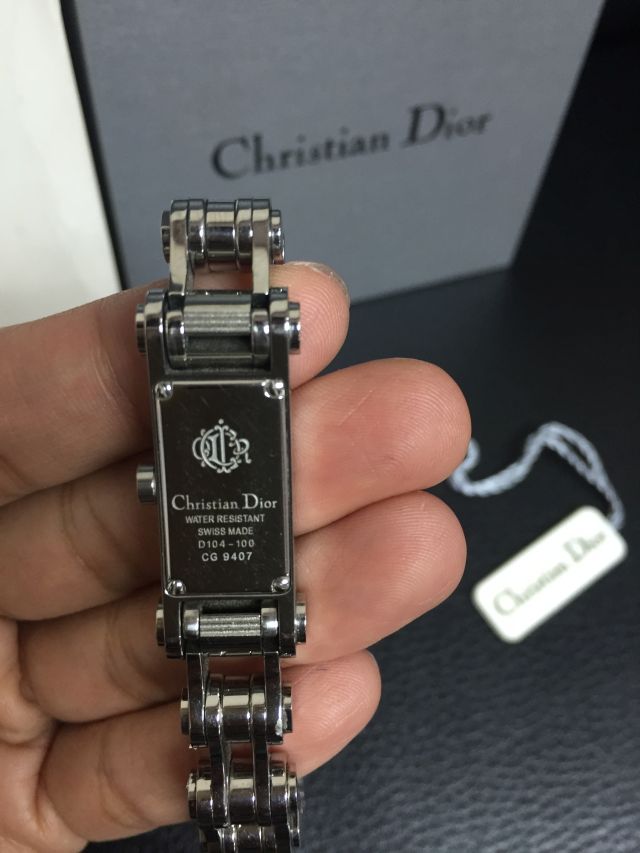 Christian Dior
Christian Dior
WATER RESISTANT
SWISS MADE
D104-100
CG 9407
Christian Dior